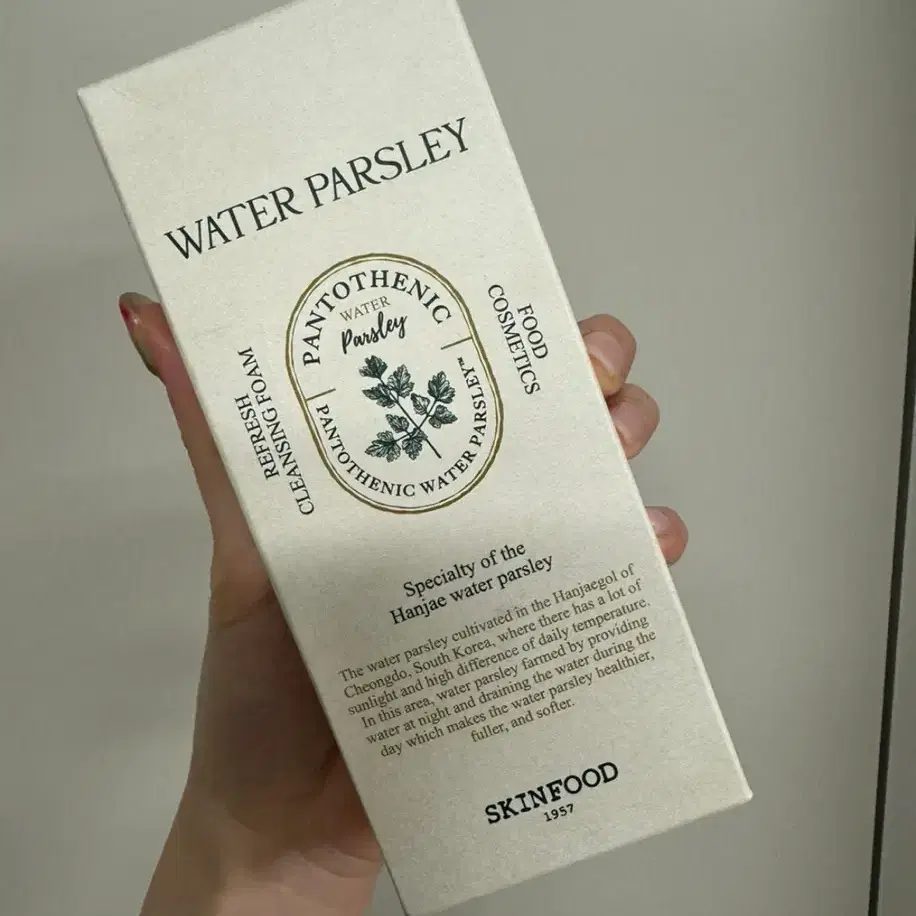 WATER PARSLEY
PANTOTHENIC
WATER
Parsley
PANTOTHENIC WATER PARSLEY™
REFRESH
CLEANSING FOAM
FOOD
COSMETICS
Specialty of the
Hanjae water parsley
The water parsley cultivated in the Hanjaegol of
Cheongdo, South Korea, where there has a lot of
sunlight and high difference of daily temperature.
In this area, water parsley farmed by providing
water at night and draining the water during the
day which makes the water parsley healthier,
fuller, and softer.
SKINFOOD
1957